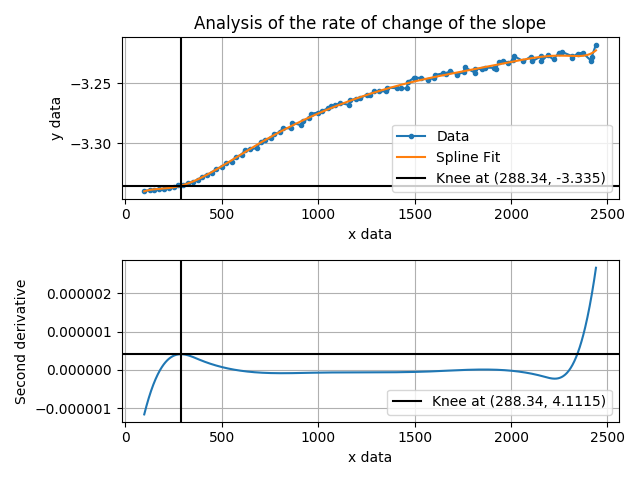 Analysis of the rate of change of the slope
y data
−3.25
−3.30
Data
Spline Fit
Knee at (288.34, -3.335)
0 500 1000 1500 2000 2500
x data
Second derivative
0.000002
0.000001
0.000000
−0.000001
Knee at (288.34, 4.1115)
0 500 1000 1500 2000 2500
x data